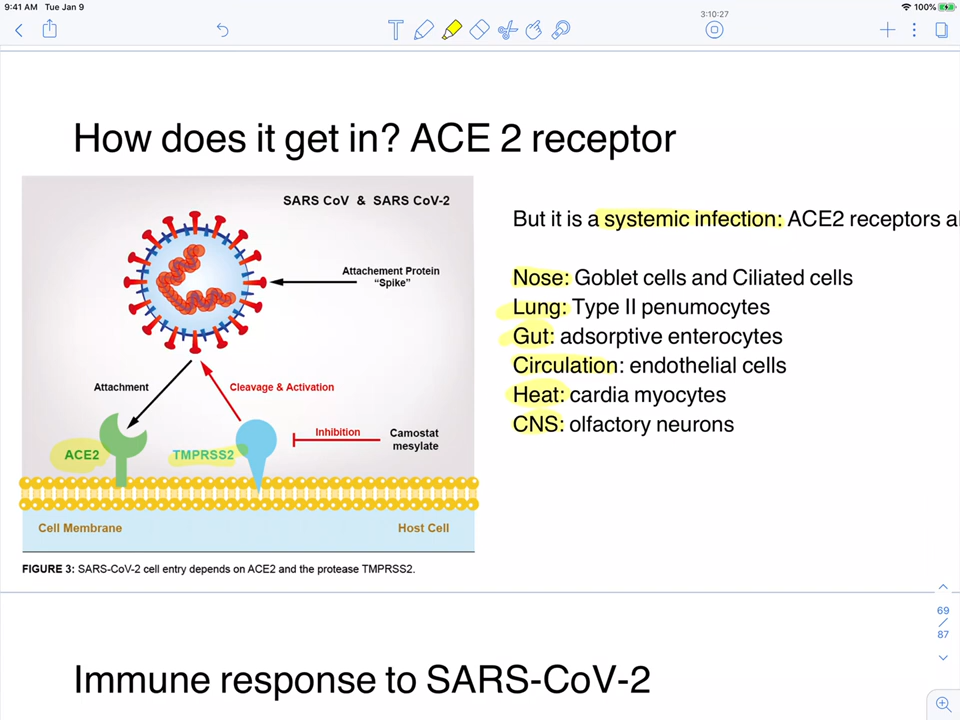 9:41 AM Tue Jan 9
100%
3:10:27
How does it get in? ACE 2 receptor
SARS CoV & SARS CoV-2
Attachement Protein
“Spike”
Attachment
Cleavage & Activation
Inhibition
Camostat
mesylate
ACE2
TMPRSS2
Cell Membrane
Host Cell
FIGURE 3: SARS-CoV-2 cell entry depends on ACE2 and the protease TMPRSS2.
But it is a systemic infection: ACE2 receptors
Nose: Goblet cells and Ciliated cells
Lung: Type II penumocytes
Gut: adsorptive enterocytes
Circulation: endothelial cells
Heat: cardia myocytes
CNS: olfactory neurons
69
/
87
Immune response to SARS-CoV-2